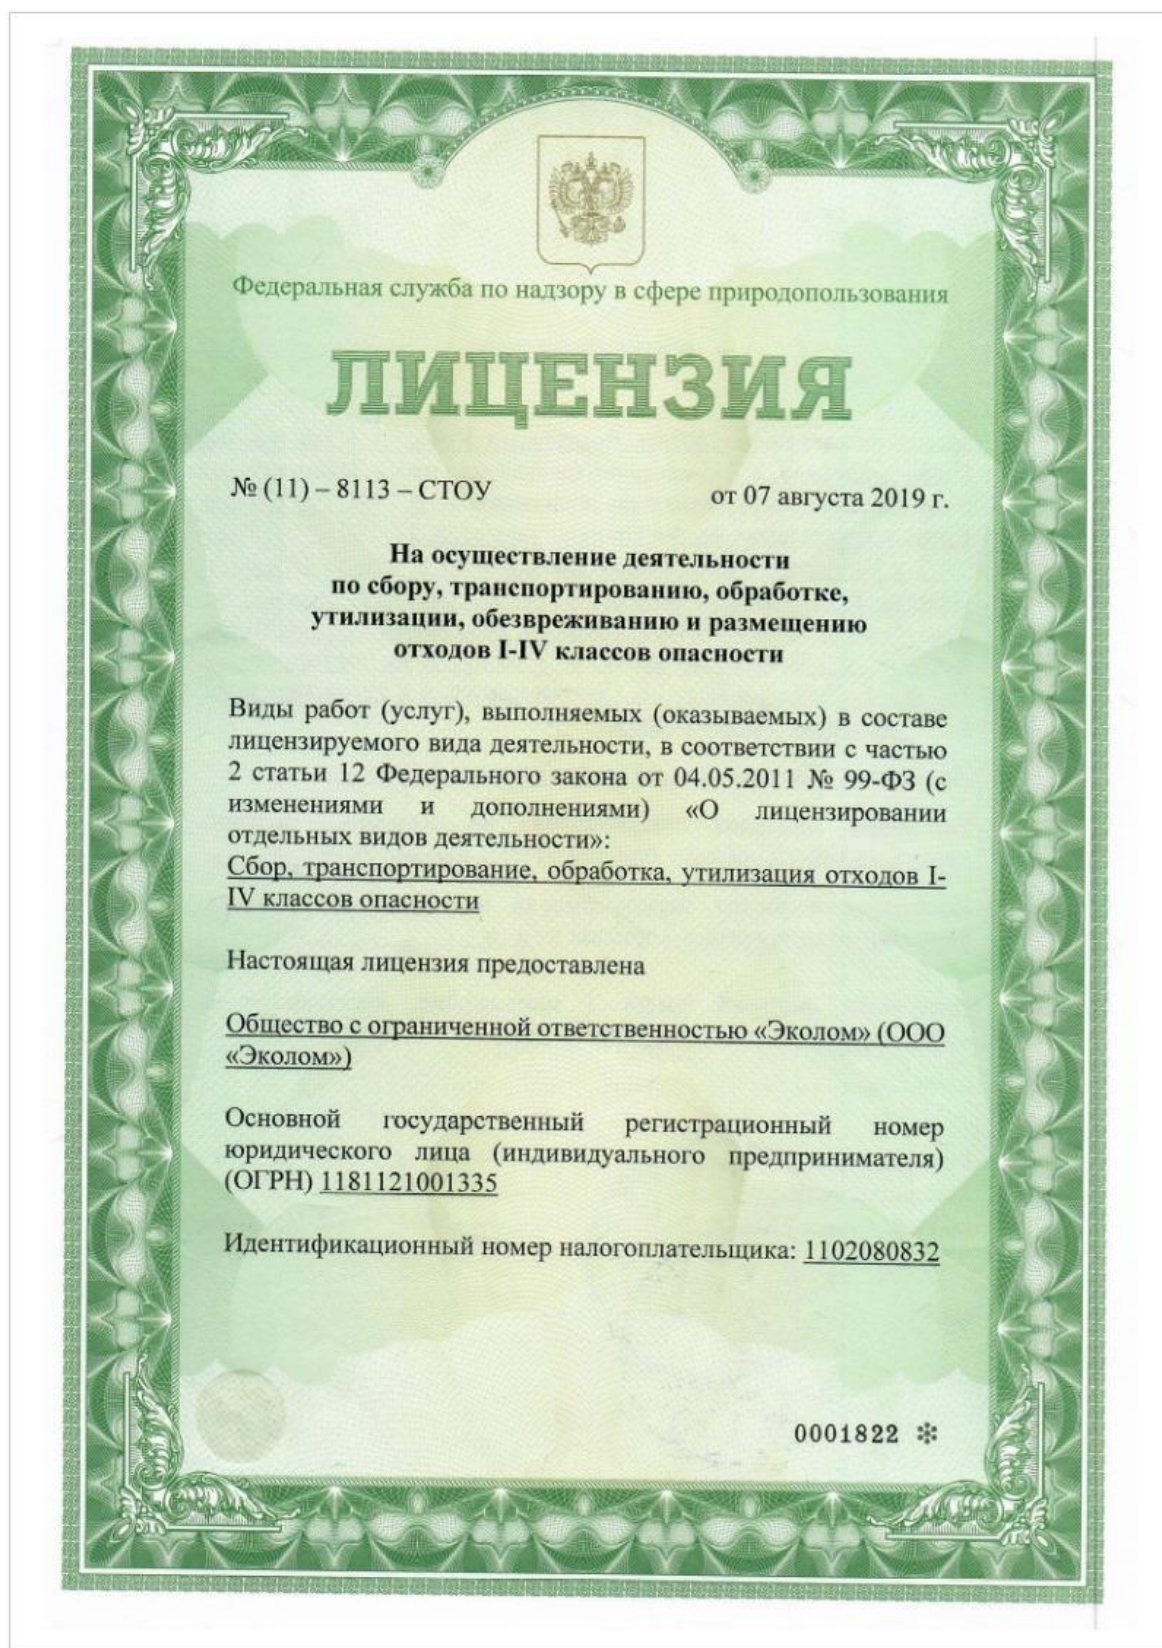 Федеральная служба по надзору в сфере природопользования
ЛИЦЕНЗИЯ
№ (11) – 8113 – СТОУ от 07 августа 2019 г.
На осуществление деятельности
по сбору, транспортированию, обработке,
утилизации, обезвреживанию и размещению
отходов I-IV классов опасности
Виды работ (услуг), выполняемых (оказываемых) в составе
лицензируемого вида деятельности, в соответствии с частью
2 статьи 12 Федерального закона от 04.05.2011 № 99-ФЗ (с
изменениями и дополнениями) «О лицензировании
отдельных видов деятельности»:
Сбор, транспортирование, обработка, утилизация отходов I-
IV классов опасности
Настоящая лицензия предоставлена
Общество с ограниченной ответственностью «Эколом» (ООО
«Эколом»)
Основной государственный регистрационный номер
юридического лица (индивидуального предпринимателя)
(ОГРН) 1181121001335
Идентификационный номер налогоплательщика: 1102080832
0001822 ❇